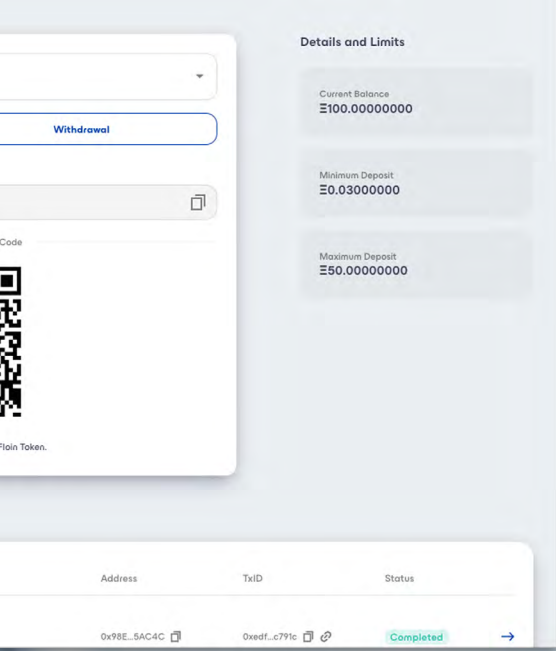 Details and Limits
Current Balance
Ξ100.00000000
Withdrawal
Minimum Deposit
Ξ0.03000000
Code
Maximum Deposit
Ξ50.00000000
Floin Token.
Address TxID Status
0x98E...5AC4C 0xedf...c791c Completed